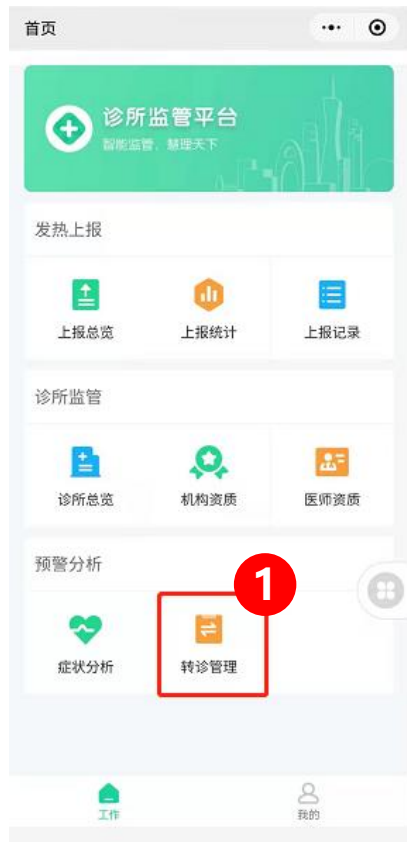 首页
诊所监管平台
智能监管，慧理天下
发热上报
上报总览
上报统计
上报记录
诊所监管
诊所总览
机构资质
医师资质
预警分析
1
症状分析
转诊管理
工作
我的